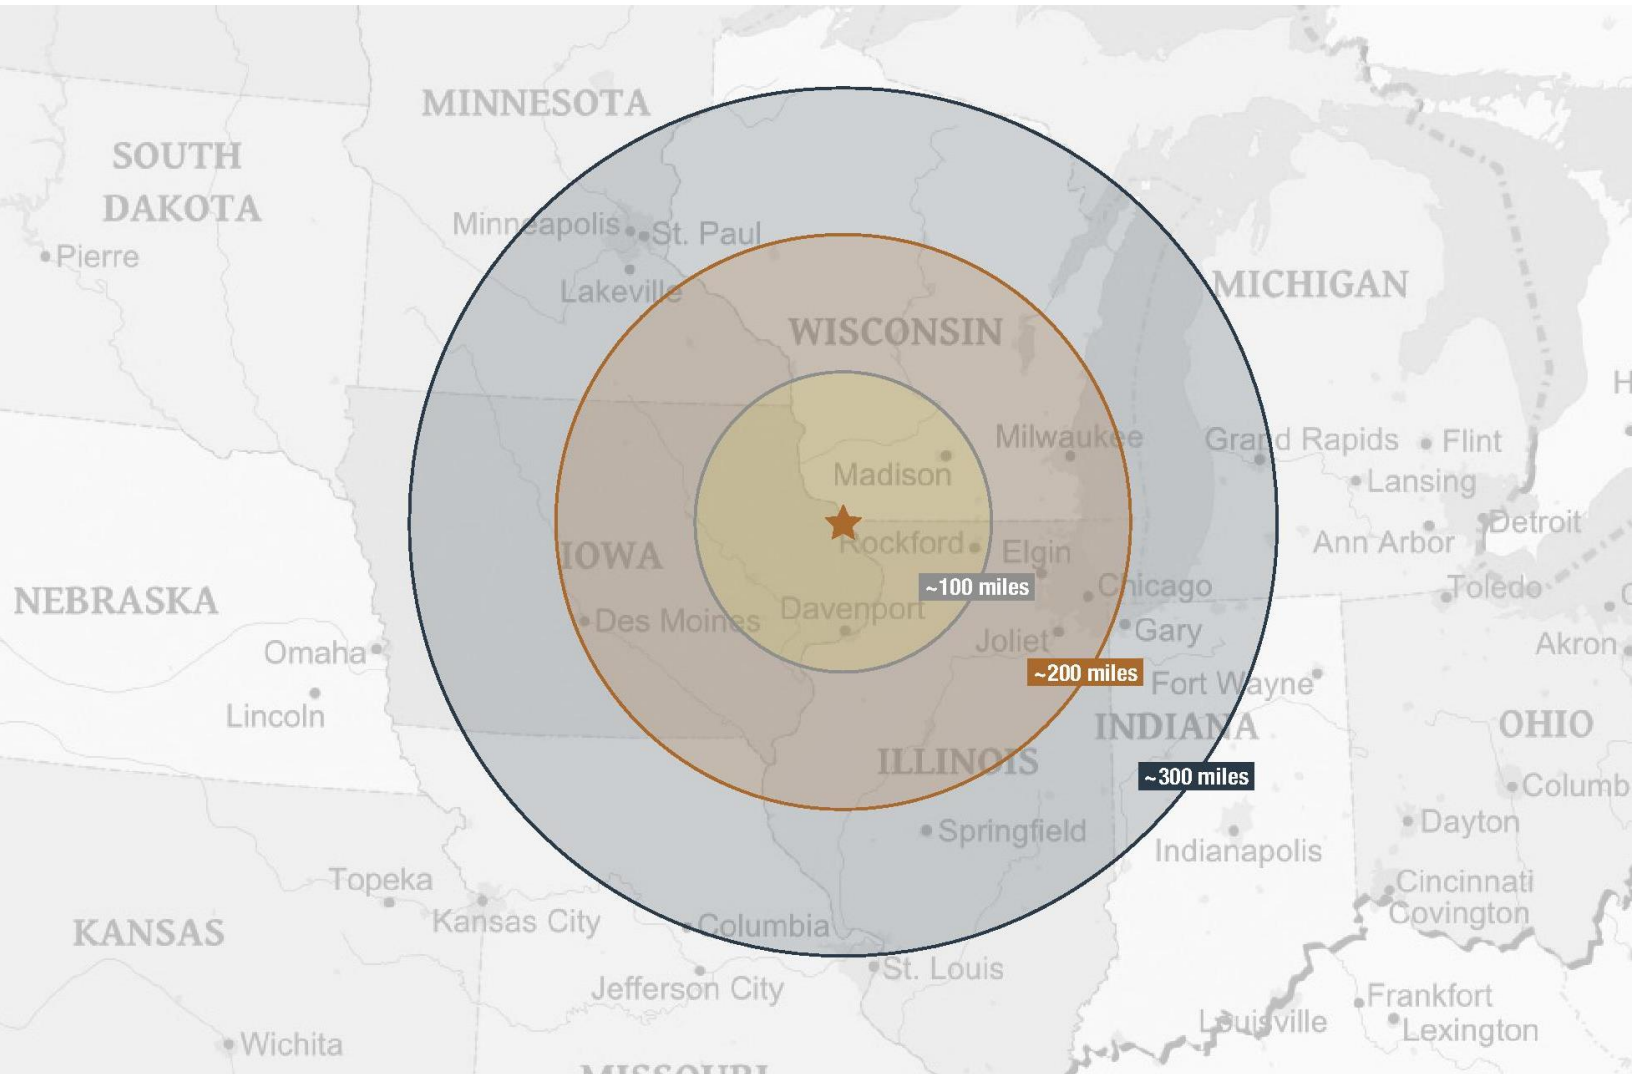 MINNESOTA
SOUTH
DAKOTA
Minneapolis
St. Paul
Pierre
Lakeville
MICHIGAN
WISCONSIN
H
Milwaukee
Grand Rapids
Flint
Madison
Lansing
Detroit
Rockford
Elgin
Ann Arbor
IOWA
~100 miles
Chicago
Toledo
C
NEBRASKA
Davenport
Des Moines
Joliet
Gary
Akron
Omaha
~200 miles
Fort Wayne
Lincoln
INDIANA
OHIO
ILLINOIS
~300 miles
Columb
Springfield
Dayton
Indianapolis
Topeka
Cincinnati
Kansas City
Columbia
Covington
KANSAS
St. Louis
Jefferson City
Frankfort
Louisville
Lexington
Wichita
MISSOURI